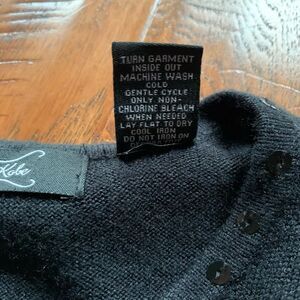 TURN GARMENT
INSIDE OUT
MACHINE WASH
COLD
GENTLE CYCLE
ONLY NON-
CHLORINE BLEACH
WHEN NEEDED
LAY FLAT TO DRY
COOL IRON
DO NOT IRON ON
Kobe